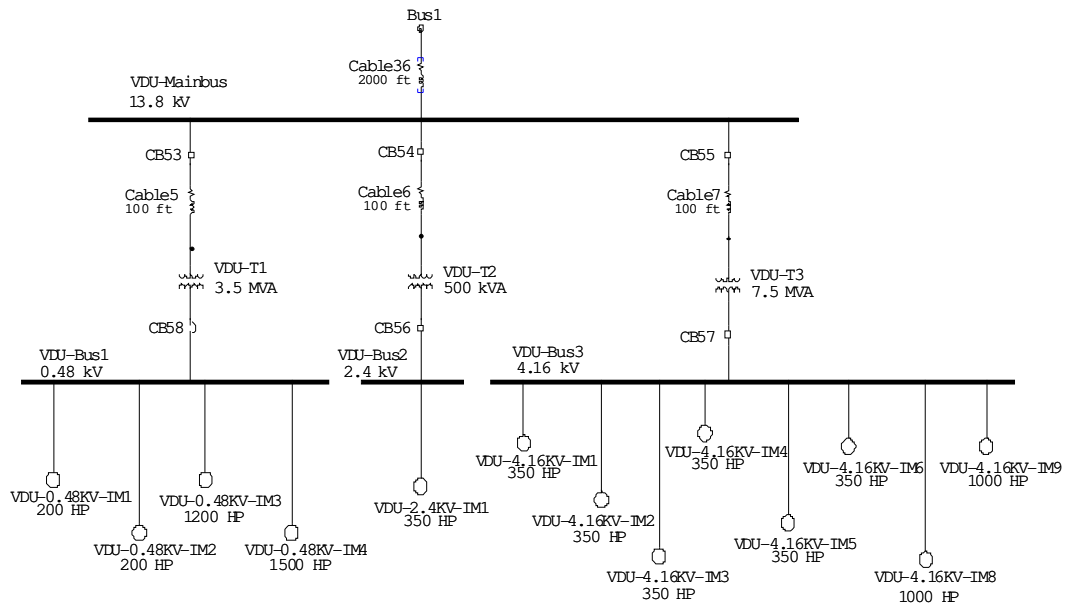 Bus1
Cable36
2000 ft
VDU-Mainbus
13.8 kV
CB53
CB54
CB55
Cable5
100 ft
Cable6
100 ft
Cable7
100 ft
VDU-T1
3.5 MVA
VDU-T2
500 kVA
VDU-T3
7.5 MVA
CB58
CB56
CB57
VDU-Bus1
0.48 kV
VDU-Bus2
2.4 kV
VDU-Bus3
4.16 kV
VDU-0.48KV-IM1
200 HP
VDU-0.48KV-IM2
200 HP
VDU-0.48KV-IM3
1200 HP
VDU-0.48KV-IM4
1500 HP
VDU-2.4KV-IM1
350 HP
VDU-4.16KV-IM1
350 HP
VDU-4.16KV-IM2
350 HP
VDU-4.16KV-IM3
350 HP
VDU-4.16KV-IM4
350 HP
VDU-4.16KV-IM5
350 HP
VDU-4.16KV-IM6
350 HP
VDU-4.16KV-IM8
1000 HP
VDU-4.16KV-IM9
1000 HP